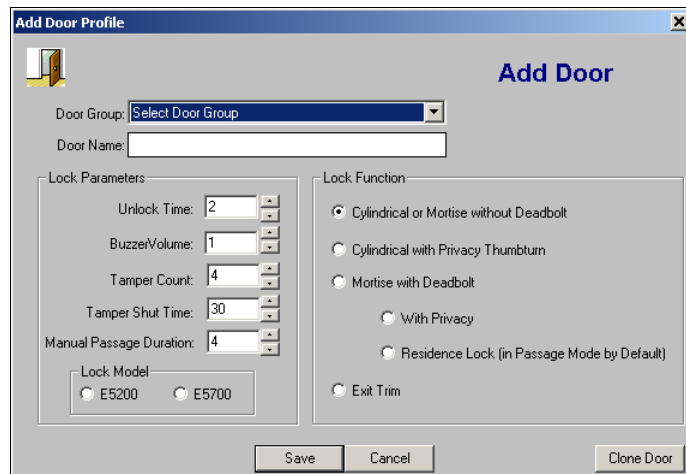 Add Door Profile
Add Door
Door Group: Select Door Group
Door Name:
Lock Parameters
Unlock Time: 2
BuzzerVolume: 1
Tamper Count: 4
Tamper Shut Time: 30
Manual Passage Duration: 4
Lock Model
E5200 E5700
Lock Function
Cylindrical or Mortise without Deadbolt
Cylindrical with Privacy Thumbturn
Mortise with Deadbolt
With Privacy
Residence Lock (in Passage Mode by Default)
Exit Trim
Save Cancel Clone Door